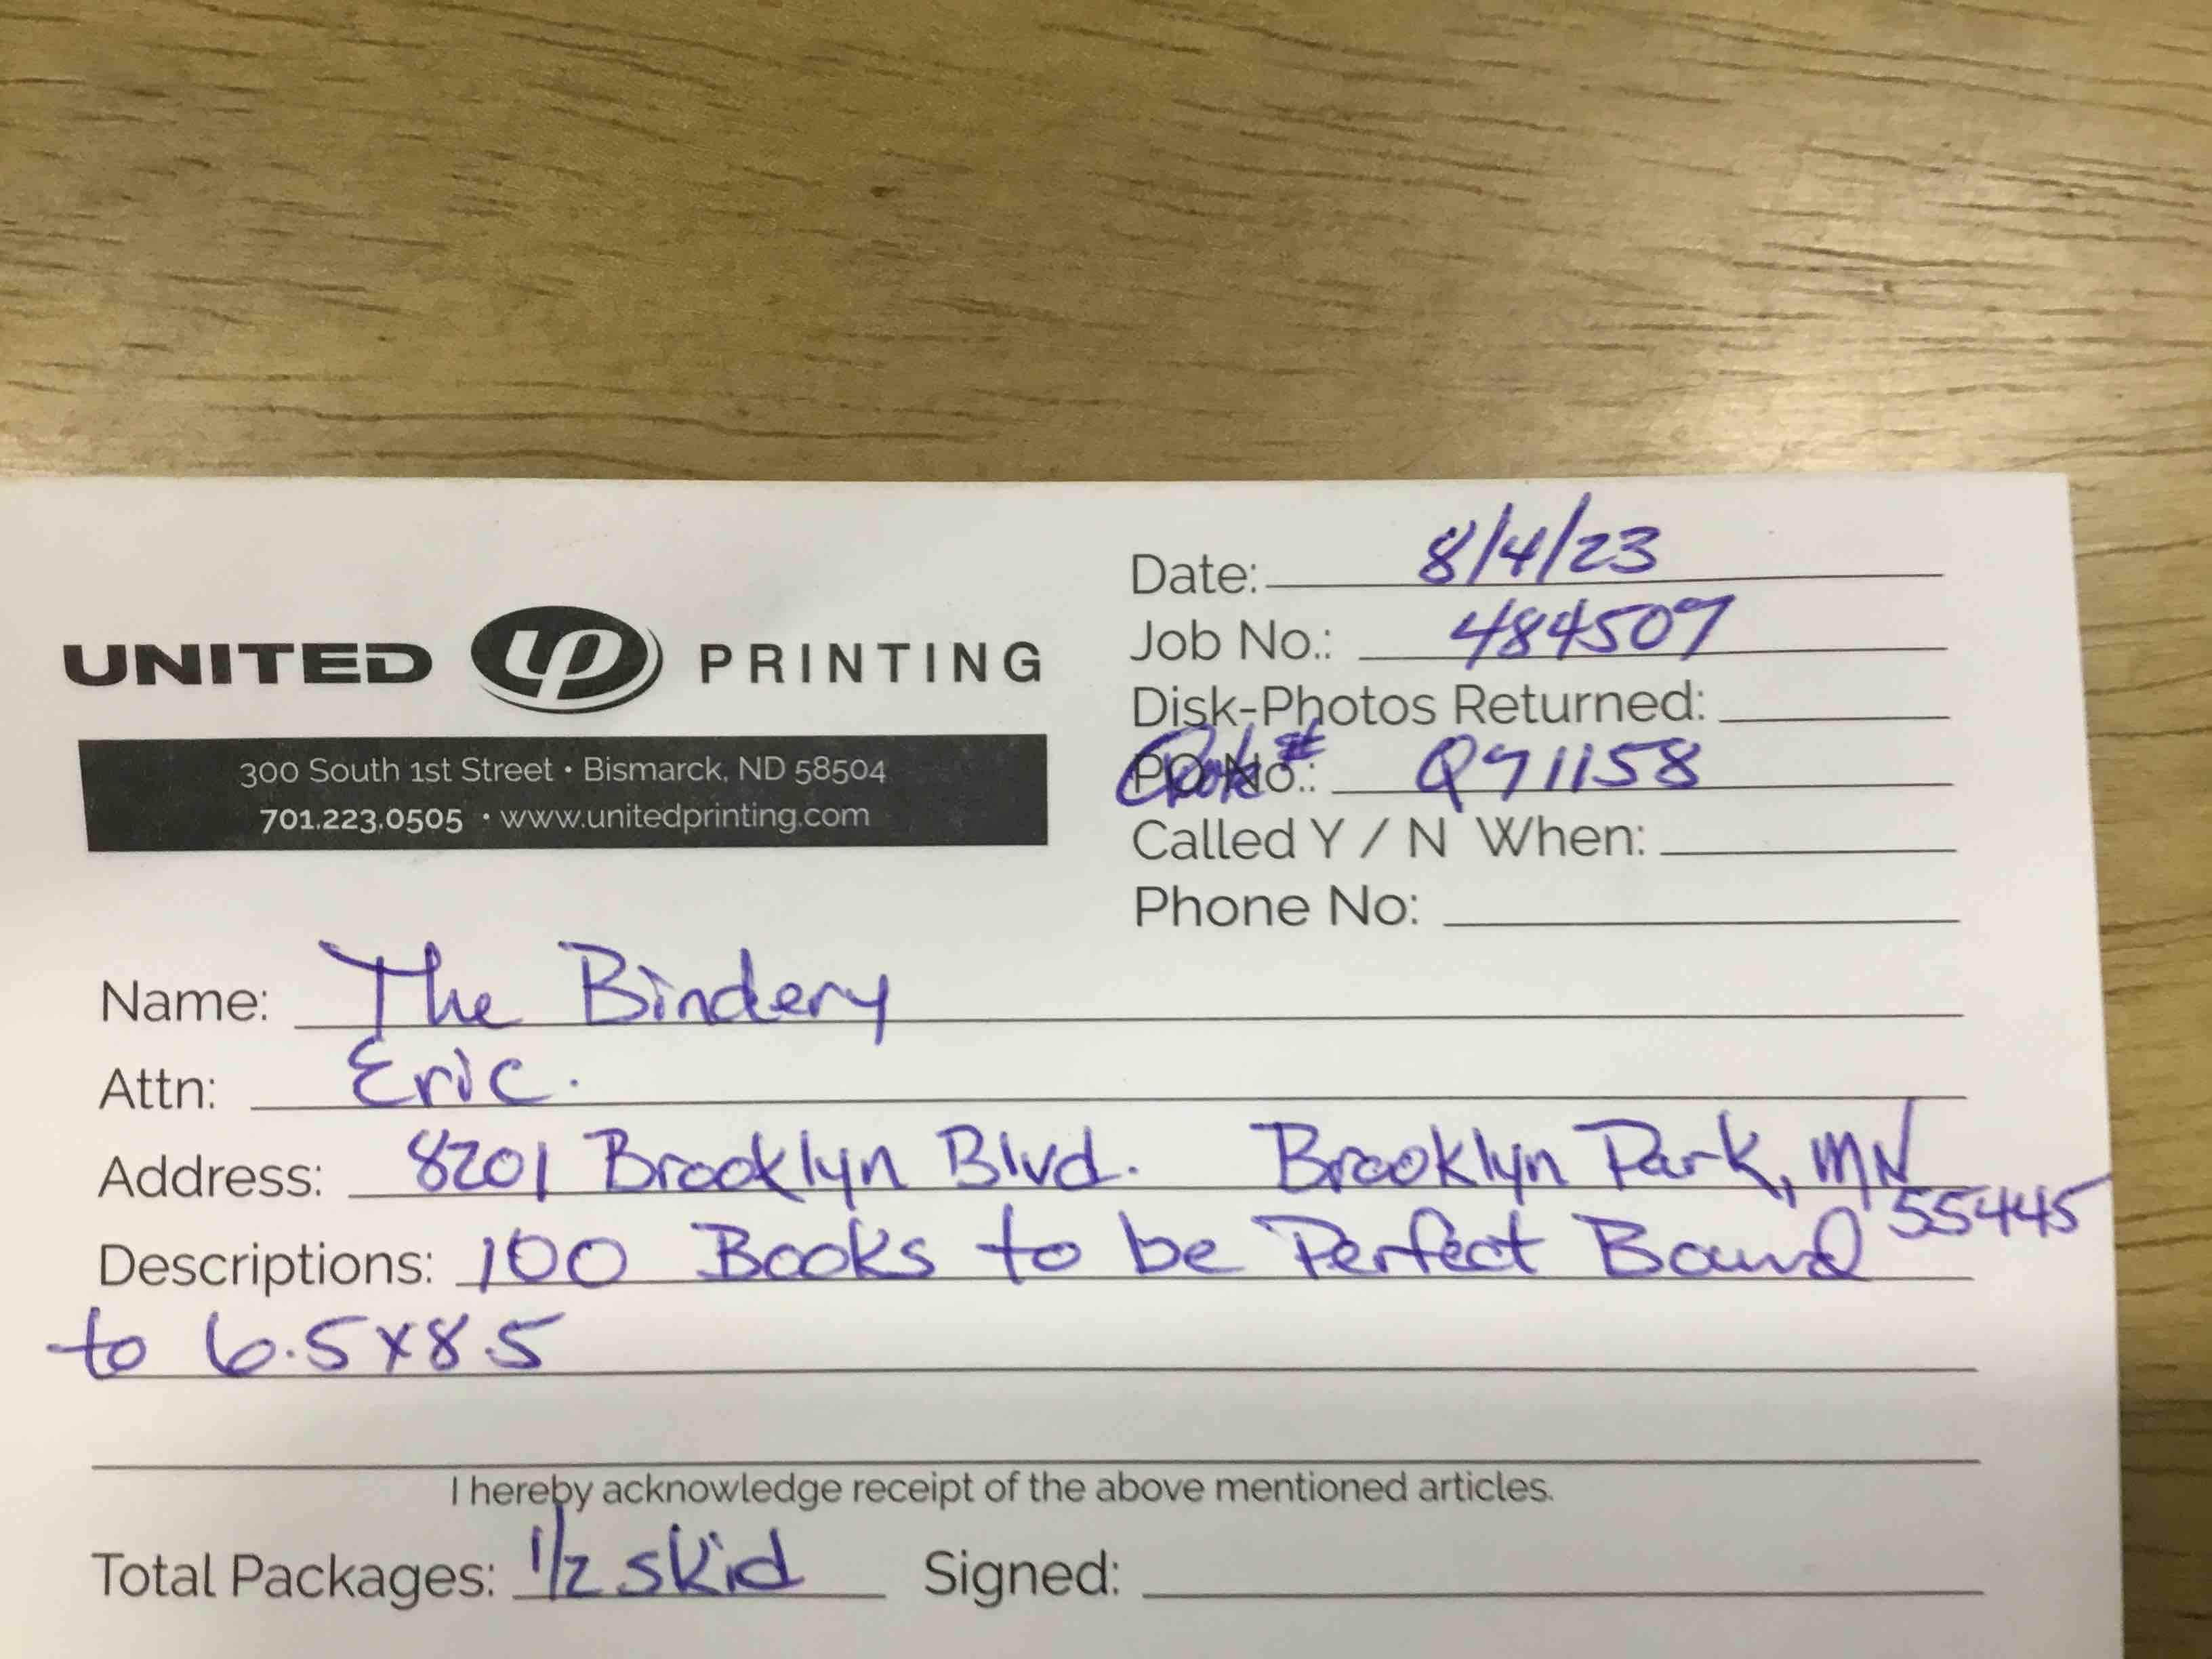 Date: 8/4/23
UNITED up PRINTING
Job No.: 484507
Disk-Photos Returned:
300 South 1st Street • Bismarck, ND 58504
PO No.: Q71158
701.223.0505 • www.unitedprinting.com
Called Y / N When:
Phone No:
Name: The Bindery
Attn: Eric.
Address: 8201 Brooklyn Blvd. Brooklyn Park, MN
55445
Descriptions: 100 Books to be Perfect Bound
to 6.5x8.5
I hereby acknowledge receipt of the above mentioned articles.
Total Packages: 1/2 skid Signed: